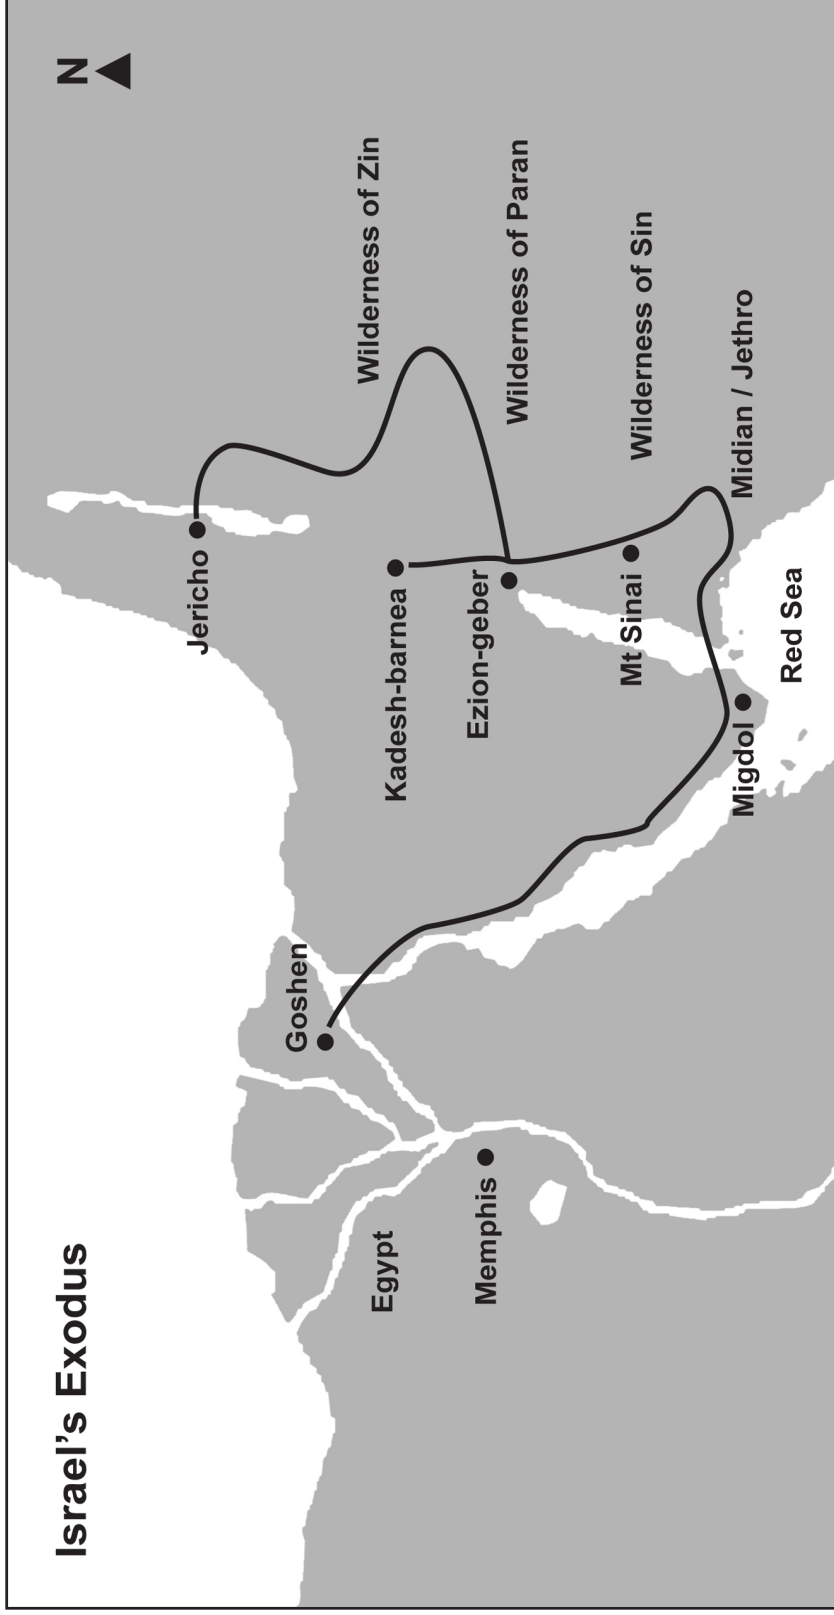 Israel's Exodus
N
Jericho
Goshen
Wilderness of Zin
Egypt
Kadesh-barnea
Memphis
Ezion-geber
Wilderness of Paran
Mt Sinai
Wilderness of Sin
Migdol
Midian / Jethro
Red Sea